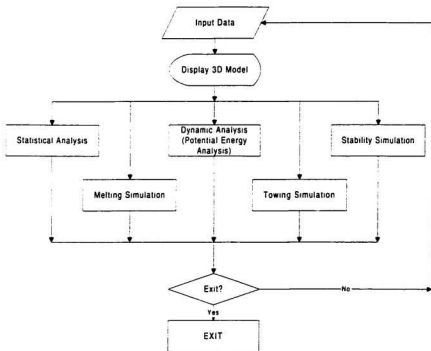 Input Data
Display 3D Model
Statistical Analysis
Dynamic Analysis
(Potential Energy
Analysis)
Stability Simulation
Melting Simulation
Towing Simulation
Exit?
No
Yes
EXIT